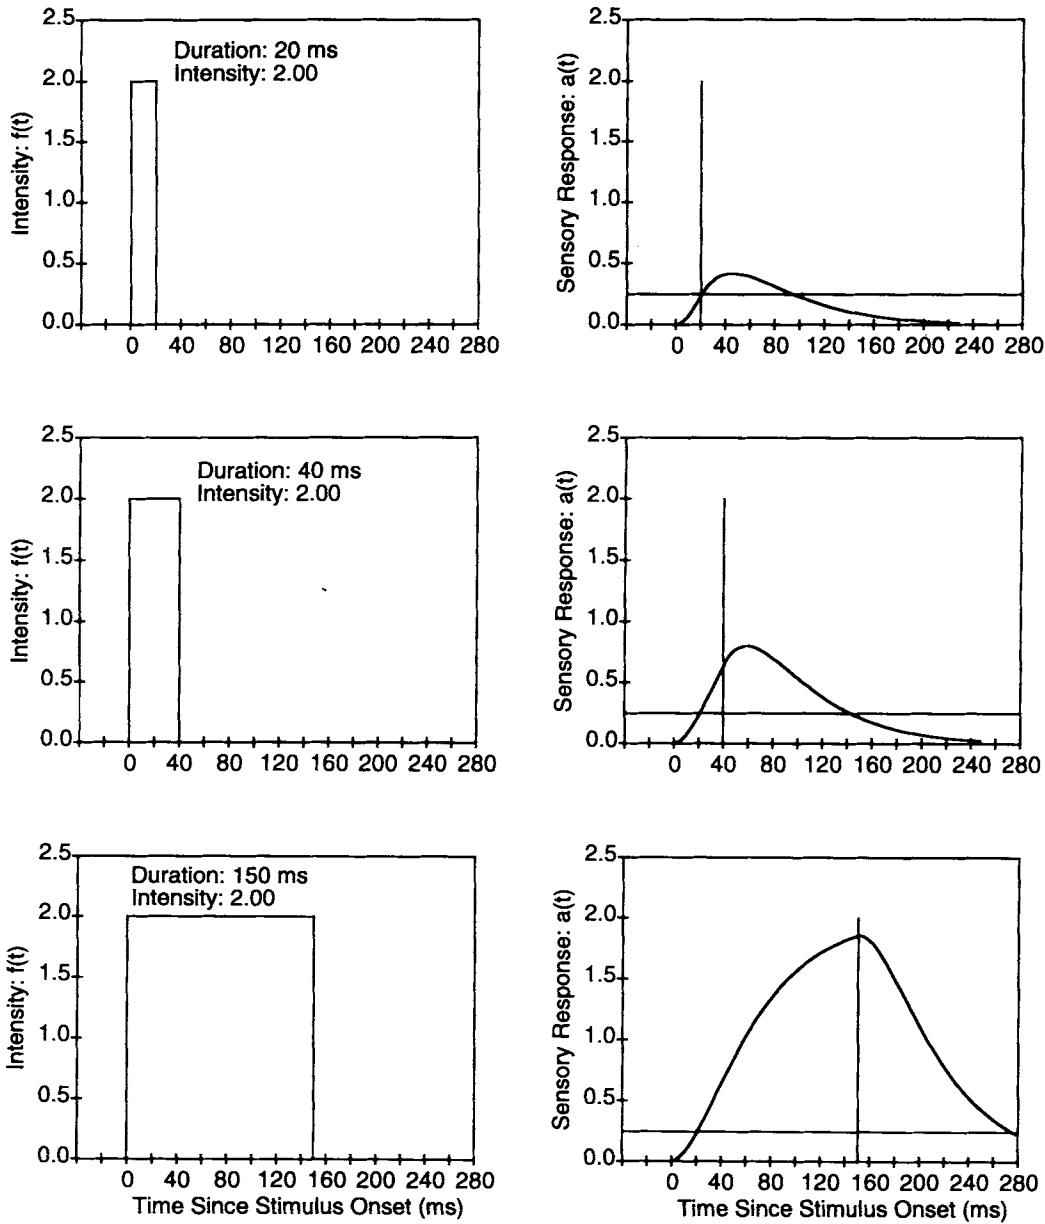 2.5
2.0
1.5
1.0
0.5
0.0
Intensity: f(t)
Duration: 20 ms
Intensity: 2.00
0 40 80 120 160 200 240 280
2.5
2.0
1.5
1.0
0.5
0.0
Sensory Response: a(t)
0 40 80 120 160 200 240 280
2.5
2.0
1.5
1.0
0.5
0.0
Intensity: f(t)
Duration: 40 ms
Intensity: 2.00
0 40 80 120 160 200 240 280
2.5
2.0
1.5
1.0
0.5
0.0
Sensory Response: a(t)
0 40 80 120 160 200 240 280
2.5
2.0
1.5
1.0
0.5
0.0
Intensity: f(t)
Duration: 150 ms
Intensity: 2.00
0 40 80 120 160 200 240 280
Time Since Stimulus Onset (ms)
2.5
2.0
1.5
1.0
0.5
0.0
Sensory Response: a(t)
0 40 80 120 160 200 240 280
Time Since Stimulus Onset (ms)